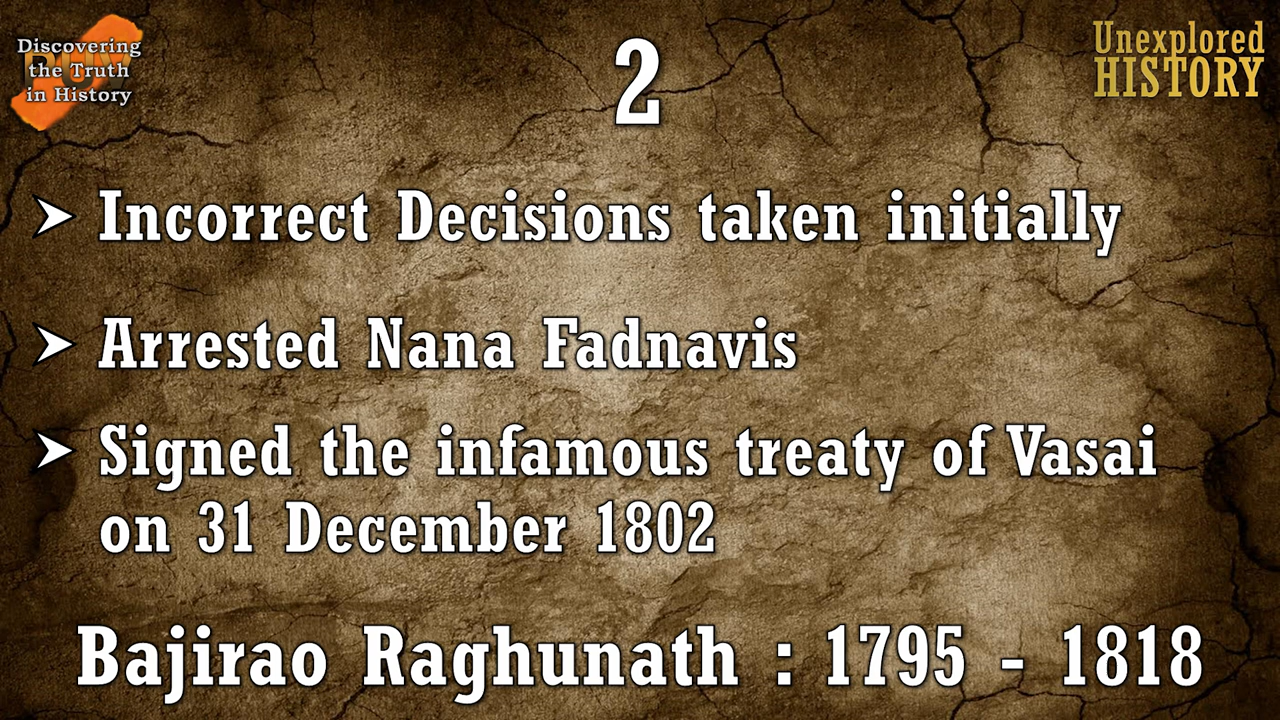 Discovering
the Truth
in History
2
Unexplored
HISTORY
Incorrect Decisions taken initially
Arrested Nana Fadnavis
Signed the infamous treaty of Vasai
on 31 December 1802
Bajirao Raghunath : 1795 - 1818